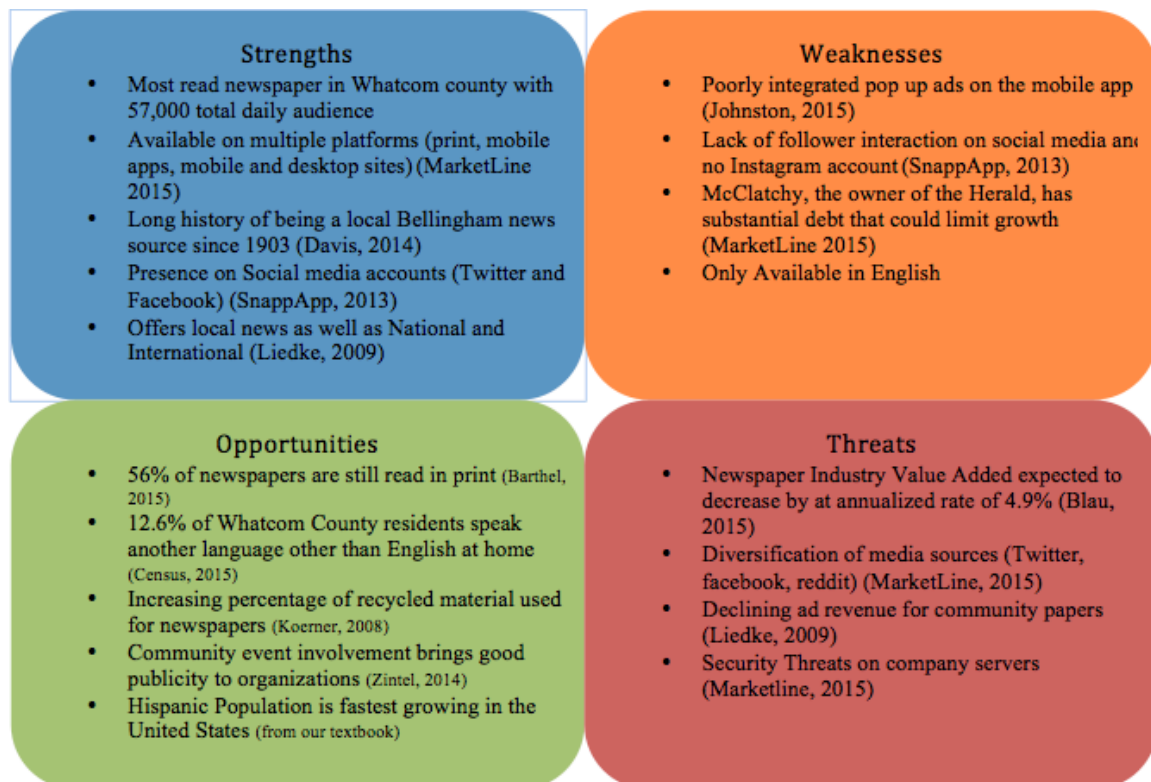 Strengths
• Most read newspaper in Whatcom county with
57,000 total daily audience
• Available on multiple platforms (print, mobile
apps, mobile and desktop sites) (MarketLine
2015)
• Long history of being a local Bellingham news
source since 1903 (Davis, 2014)
• Presence on Social media accounts (Twitter and
Facebook) (SnappApp, 2013)
• Offers local news as well as National and
International (Liedke, 2009)
Weaknesses
• Poorly integrated pop up ads on the mobile app
(Johnston, 2015)
• Lack of follower interaction on social media and
no Instagram account (SnappApp, 2013)
• McClatchy, the owner of the Herald, has
substantial debt that could limit growth
(MarketLine 2015)
• Only Available in English
Opportunities
• 56% of newspapers are still read in print (Barthel,
2015)
• 12.6% of Whatcom County residents speak
another language other than English at home
(Census, 2015)
• Increasing percentage of recycled material used
for newspapers (Koerner, 2008)
• Community event involvement brings good
publicity to organizations (Zintel, 2014)
• Hispanic Population is fastest growing in the
United States (from our textbook)
Threats
• Newspaper Industry Value Added expected to
decrease by at annualized rate of 4.9% (Blau,
2015)
• Diversification of media sources (Twitter,
facebook, reddit) (MarketLine, 2015)
• Declining ad revenue for community papers
(Liedke, 2009)
• Security Threats on company servers
(Marketline, 2015)